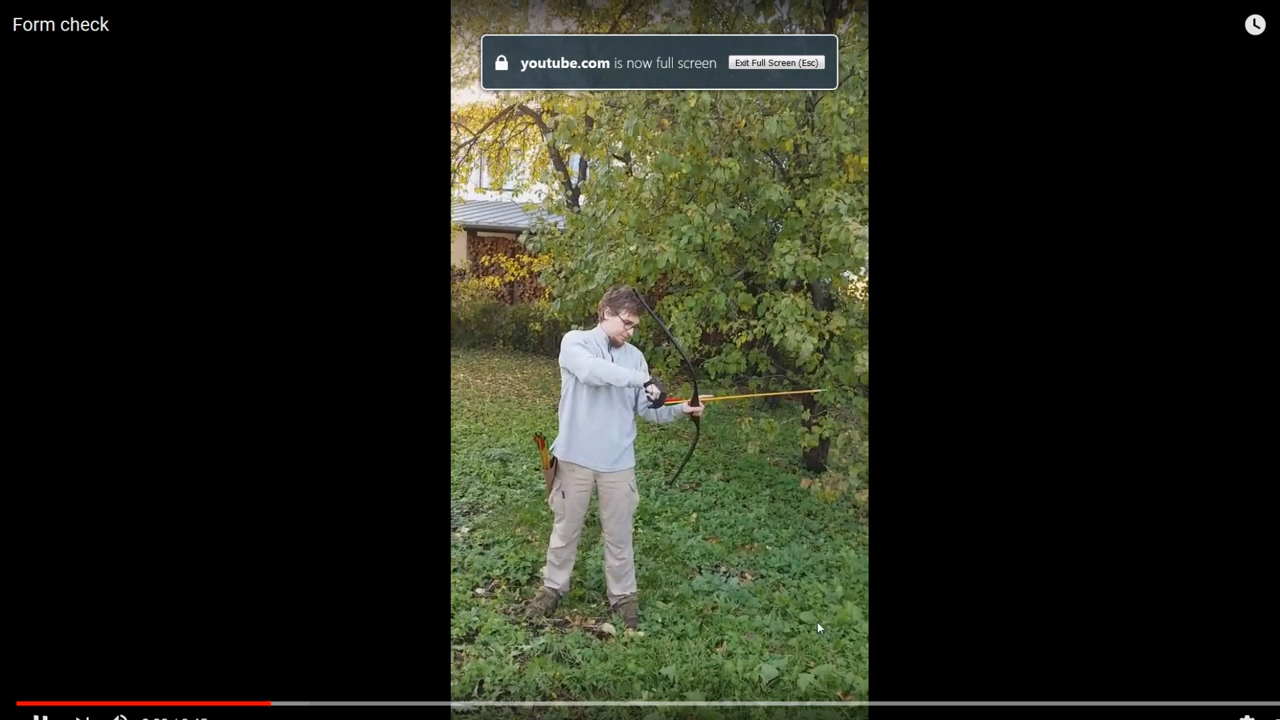 Form check
youtube.com is now full screen
Exit Full Screen (Esc)